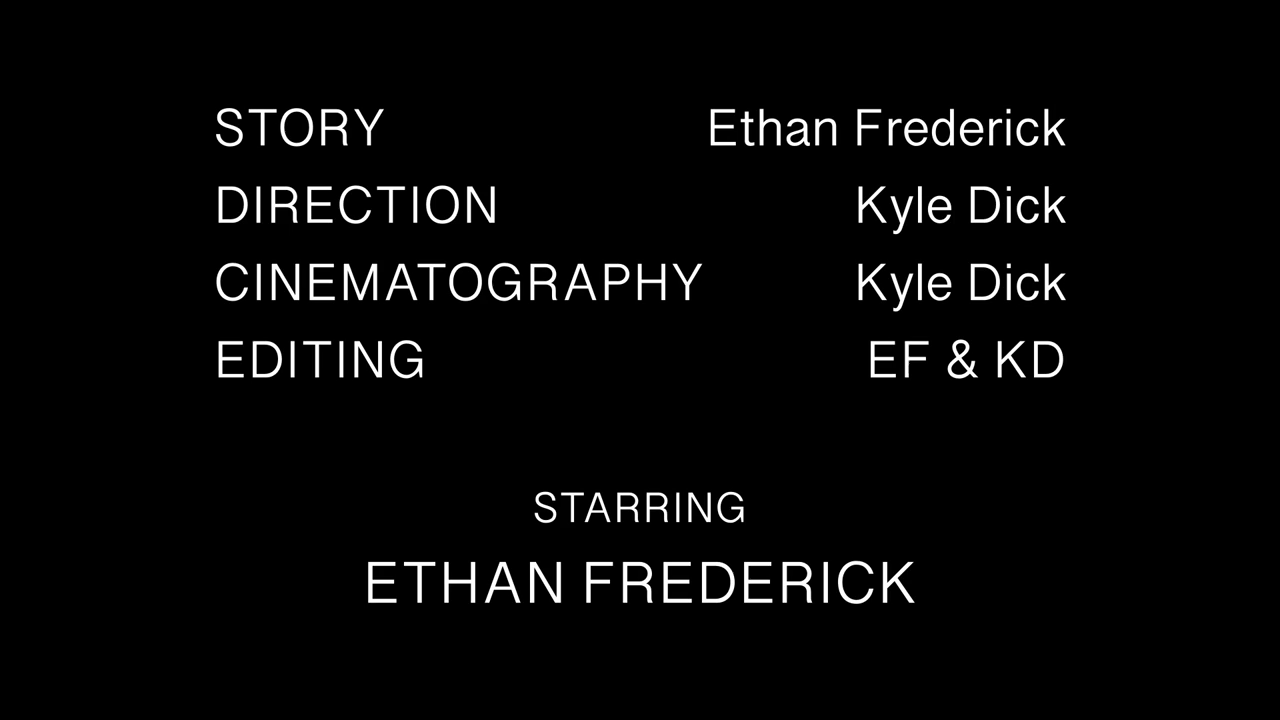 STORY Ethan Frederick
DIRECTION Kyle Dick
CINEMATOGRAPHY Kyle Dick
EDITING EF & KD
STARRING
ETHAN FREDERICK